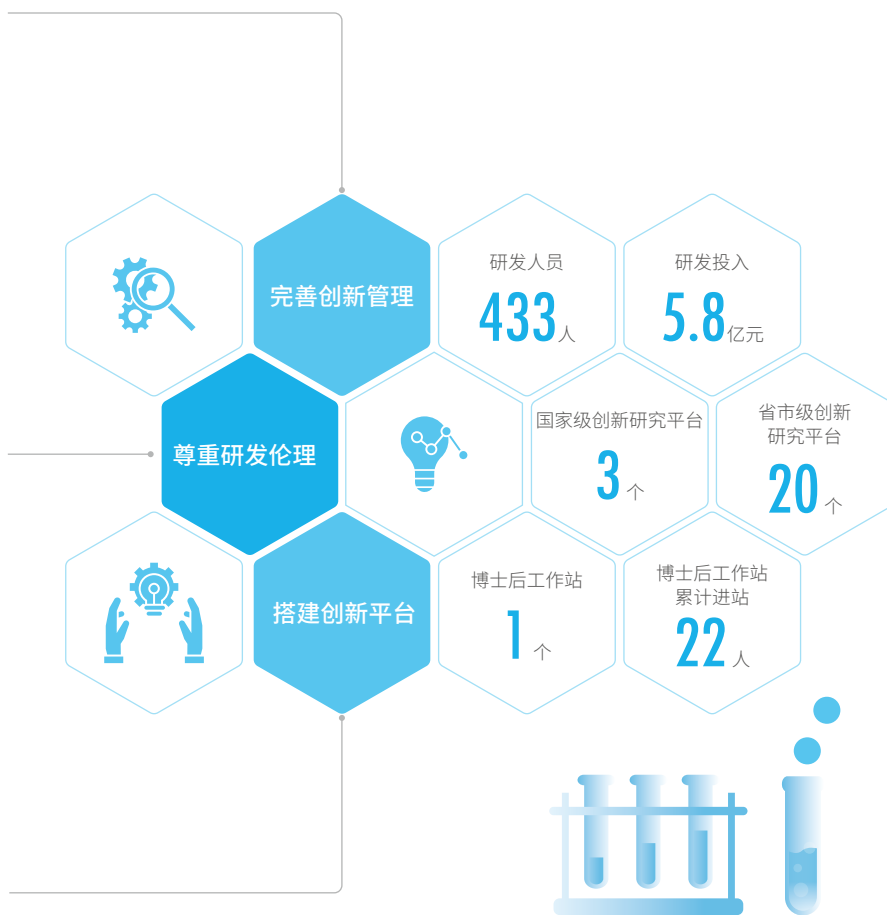 完善创新管理
研发人员
433人
研发投入
5.8亿元
尊重研发伦理
国家级创新研究平台
3个
省市级创新
研究平台
20个
搭建创新平台
博士后工作站
1个
博士后工作站
累计进站
22人